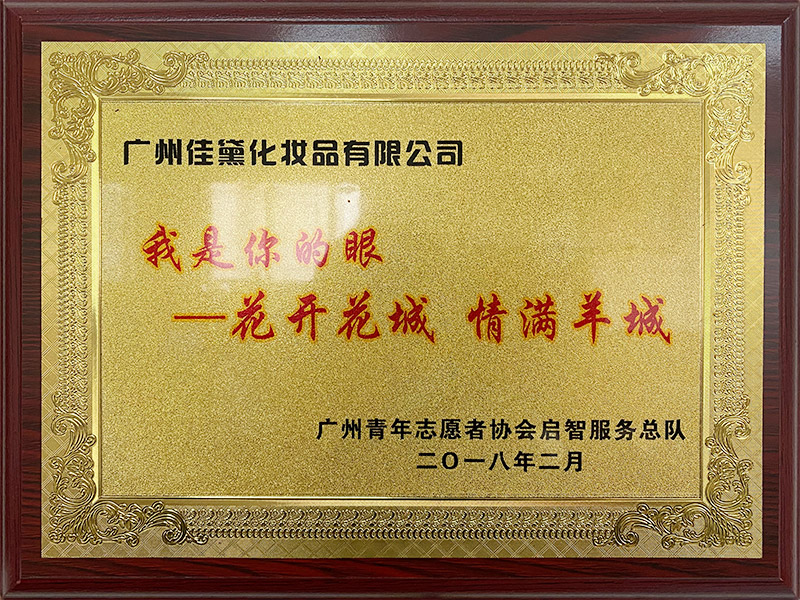 广州佳黛化妆品有限公司
我是你的眼
—花开花城 情满羊城
广州青年志愿者协会启智服务总队
二〇一八年二月